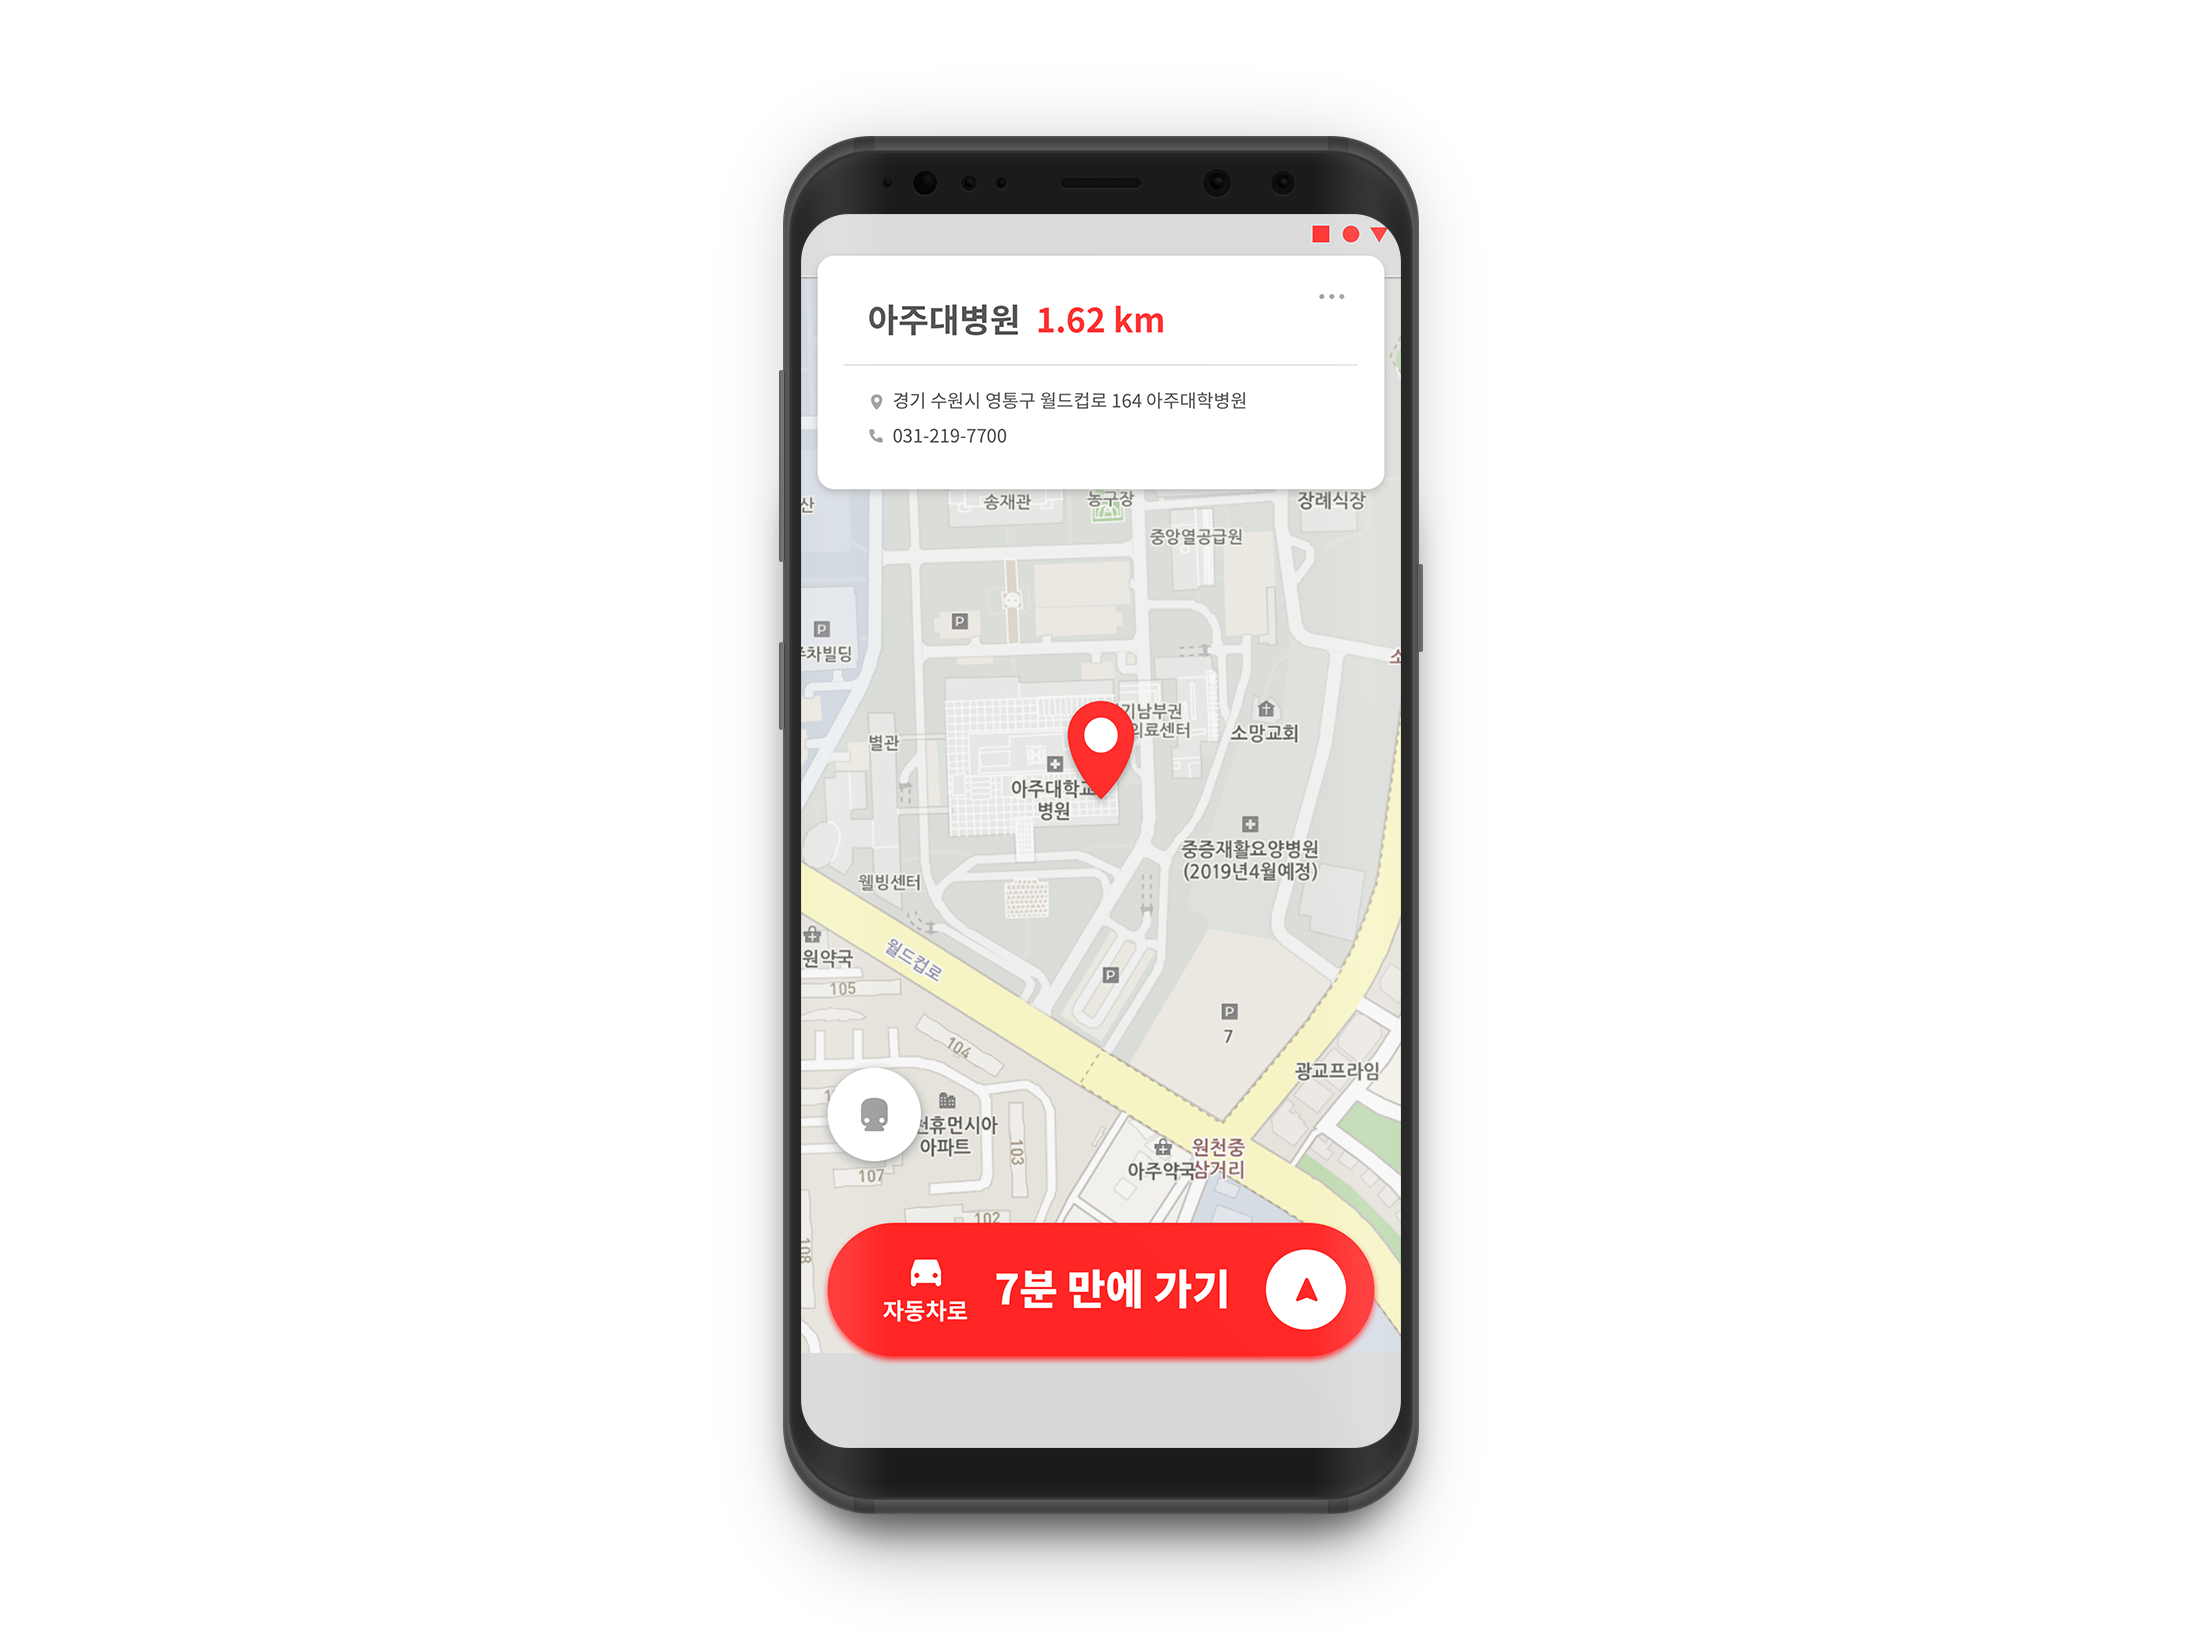 아주대병원 1.62 km
경기 수원시 영통구 월드컵로 164 아주대학병원
031-219-7700
산
송재관
농구장
장례식장
중앙열공급원
P
P
주차빌딩
소
기남부권
의료센터
소망교회
별관
아주대학교
병원
중증재활요양병원
(2019년4월예정)
웰빙센터
원약국
월드컵로
105
P
P
7
104
광교프라임
천휴먼시아
아파트
103
원천중
삼거리
아주약국
107
102
108
자동차로
7분 만에 가기